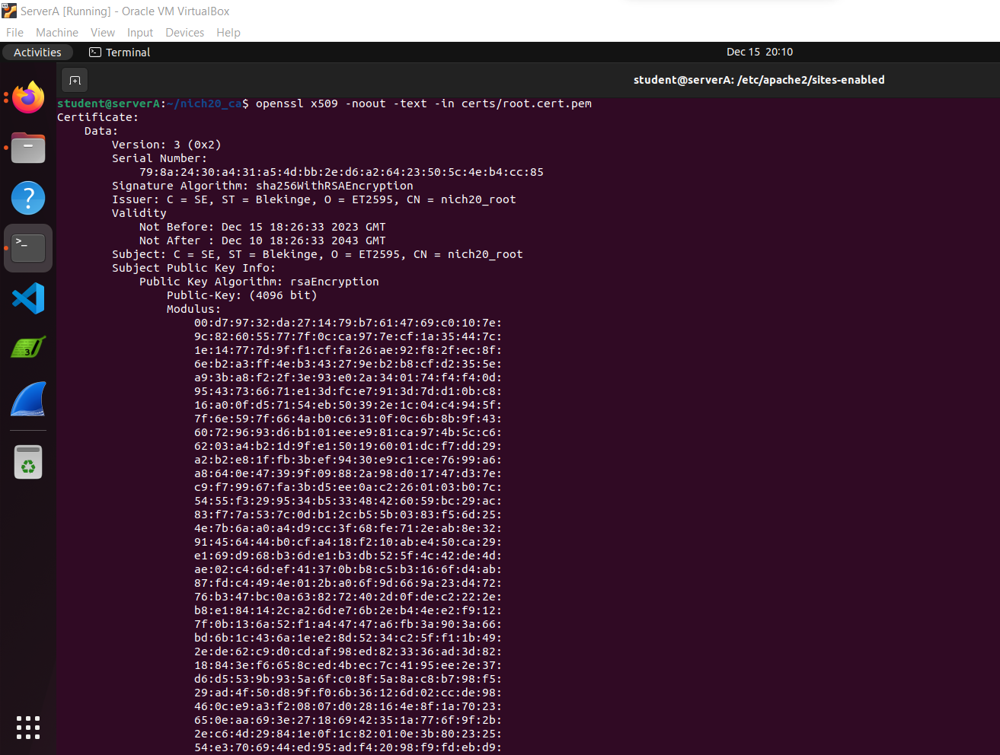 ServerA [Running] - Oracle VM VirtualBox
File Machine View Input Devices Help
Activities Terminal Dec 15 20:10
student@serverA: /etc/apache2/sites-enabled
student@serverA:~/nich20_ca$ openssl x509 -noout -text -in certs/root.cert.pem
Certificate:
Data:
Version: 3 (0x2)
Serial Number:
79:8a:24:30:a4:31:a5:4d:bb:2e:d6:a2:64:23:50:5c:4e:b4:cc:85
Signature Algorithm: sha256WithRSAEncryption
Issuer: C = SE, ST = Blekinge, O = ET2595, CN = nich20_root
Validity
Not Before: Dec 15 18:26:33 2023 GMT
Not After : Dec 10 18:26:33 2043 GMT
Subject: C = SE, ST = Blekinge, O = ET2595, CN = nich20_root
Subject Public Key Info:
Public Key Algorithm: rsaEncryption
Public-Key: (4096 bit)
Modulus:
00:d7:97:32:da:27:14:79:b7:61:47:69:c0:10:7e:
9c:82:60:55:77:7f:0c:ca:97:7e:cf:1a:35:44:7c:
1e:14:77:7d:9f:f1:cf:fa:26:ae:92:f8:2f:ec:8f:
6e:b2:a3:ff:4e:b3:43:27:9e:b2:b8:cf:d2:35:5e:
a9:3b:a8:f2:2f:3e:93:e0:2a:34:01:74:f4:f4:0d:
95:43:73:66:71:e1:3d:fc:e7:91:3d:7d:d1:0b:c8:
16:a0:0f:d5:71:54:eb:50:39:2e:1c:04:c4:94:5f:
7f:6e:59:7f:66:4a:b0:c6:31:0f:0c:6b:8b:9f:43:
60:72:96:93:d6:b1:01:ee:e9:81:ca:97:4b:5c:c6:
62:03:a4:b2:1d:9f:e1:50:19:60:01:dc:f7:dd:29:
a2:b2:e8:1f:fb:3b:ef:94:30:e9:c1:ce:76:99:a6:
a8:64:0e:47:39:9f:09:88:2a:98:d0:17:47:d3:7e:
c9:f7:99:67:fa:3b:d5:ee:0a:c2:26:01:03:b0:7c:
54:55:f3:29:95:34:b5:33:48:42:60:59:bc:29:ac:
83:f7:7a:53:7c:0d:b1:2c:b5:5b:03:83:f5:6d:25:
4e:7b:6a:a0:a4:d9:cc:3f:68:fe:71:2e:ab:8e:32:
91:45:64:44:b0:cf:a4:18:f2:10:ab:e4:50:ca:29:
e1:69:d9:68:b3:6d:e1:b3:db:52:5f:4c:42:de:4d:
ae:02:c4:6d:ef:41:37:0b:b8:c5:b3:16:6f:d4:ab:
87:fd:c4:49:4e:01:2b:a0:6f:9d:66:9a:23:d4:72:
76:b3:47:bc:0a:63:82:72:40:2d:0f:de:c2:22:2e:
b8:e1:84:14:2c:a2:6d:e7:6b:2e:b4:4e:e2:f9:12:
7f:0b:13:6a:52:f1:a4:47:47:a6:fb:3a:90:3a:66:
bd:6b:1c:43:6a:1e:e2:8d:52:34:c2:5f:f1:1b:49:
2e:de:62:c9:d0:cd:af:98:ed:82:33:36:ad:3d:82:
18:84:3e:f6:65:8c:ed:4b:ec:7c:41:95:ee:2e:37:
d6:d5:53:9b:93:5a:6f:c0:8f:5a:8a:c8:b7:98:f5:
29:ad:4f:50:d8:9f:f0:6b:36:12:6d:02:cc:de:98:
46:0c:e9:a3:f2:08:07:d0:28:16:4e:8f:1a:70:23:
65:0e:aa:69:3e:27:18:69:42:35:1a:77:6f:9f:2b:
2e:c6:4d:29:84:1e:0f:1c:82:01:0e:3b:80:23:25:
54:e3:70:69:44:ed:95:ad:f4:20:98:f9:fd:eb:d9: